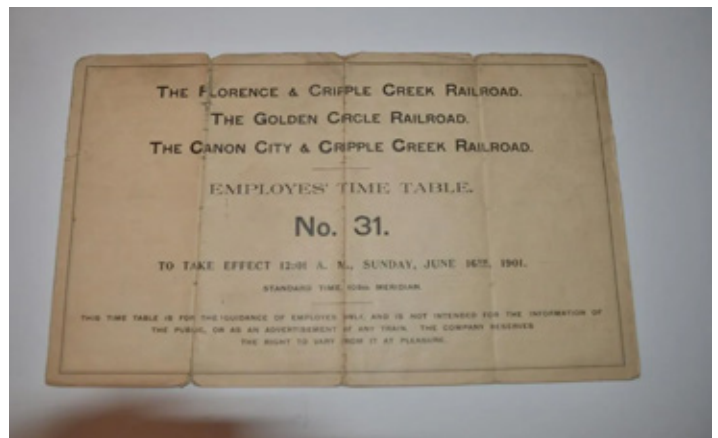 THE FLORENCE & CRIPPLE CREEK RAILROAD.
THE GOLDEN CIRCLE RAILROAD.
THE CANON CITY & CRIPPLE CREEK RAILROAD.
EMPLOYES' TIME TABLE.
No. 31.
TO TAKE EFFECT 12:01 A. M., SUNDAY, JUNE 16TH, 1901.
STANDARD TIME, 105th MERIDIAN.
THIS TIME TABLE IS FOR THE GUIDANCE OF EMPLOYES ONLY, AND IS NOT INTENDED FOR THE INFORMATION OF
THE PUBLIC, OR AS AN ADVERTISEMENT OF ANY TRAIN. THE COMPANY RESERVES
THE RIGHT TO VARY FROM IT AT PLEASURE.